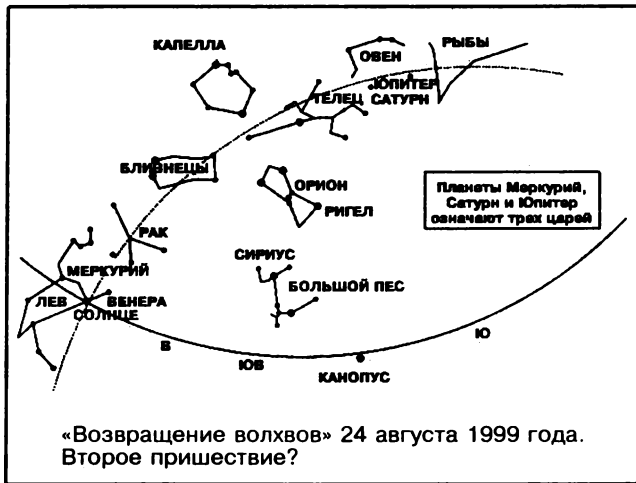 КАПЕЛЛА
ОВЕН
РЫБЫ
ЮПИТЕР
ТЕЛЕЦ САТУРН
БЛИЗНЕЦЫ
ОРИОН
РИГЕЛ
Планеты Меркурий,
Сатурн и Юпитер
означают трех царей
РАК
МЕРКУРИЙ
СИРИУС
БОЛЬШОЙ ПЕС
ЛЕВ
ВЕНЕРА
СОЛНЦЕ
В
ЮВ
Ю
КАНОПУС
«Возвращение волхвов» 24 августа 1999 года.
Второе пришествие?